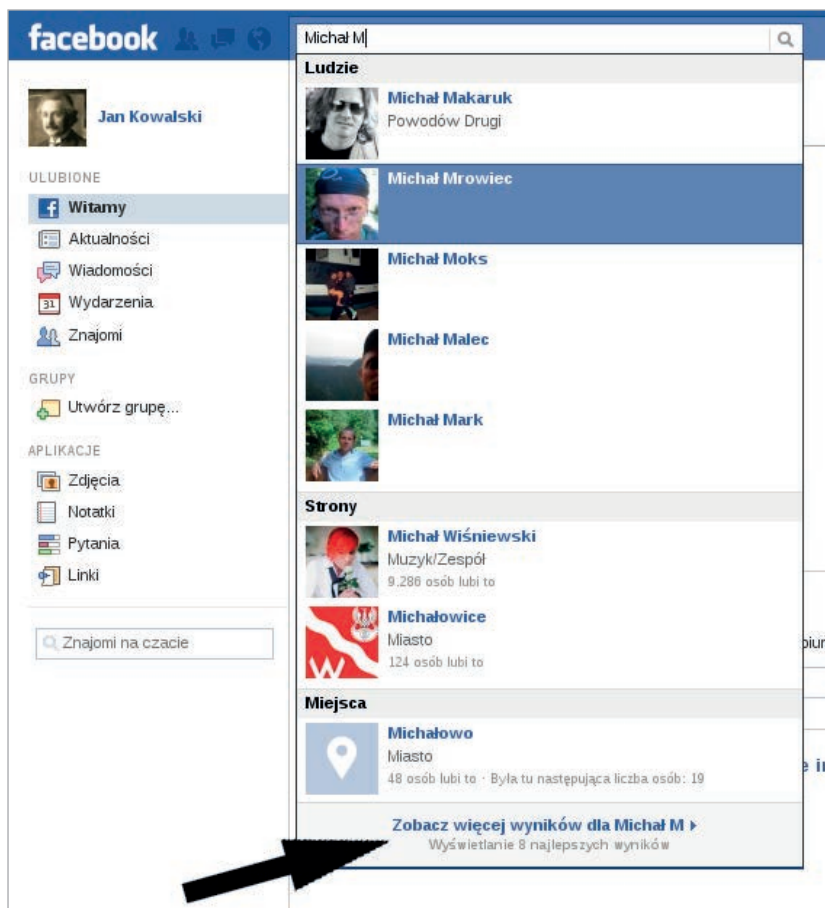 facebook
Michał M
Jan Kowalski
ULUBIONE
Witamy
Aktualności
Wiadomości
31
Wydarzenia
Znajomi
GRUPY
Utwórz grupę...
APLIKACJE
Zdjęcia
Notatki
Pytania
Linki
Znajomi na czacie
Ludzie
Michał Makaruk
Powodów Drugi
Michał Mrowiec
Michał Moks
Michał Malec
Michał Mark
Strony
Michał Wiśniewski
Muzyk/Zespół
9.286 osób lubi to
Michałowice
Miasto
124 osób lubi to
W
Miejsca
Michałowo
Miasto
48 osób lubi to · Była tu następująca liczba osób: 19
Zobacz więcej wyników dla Michał M
Wyświetlanie 8 najlepszych wyników